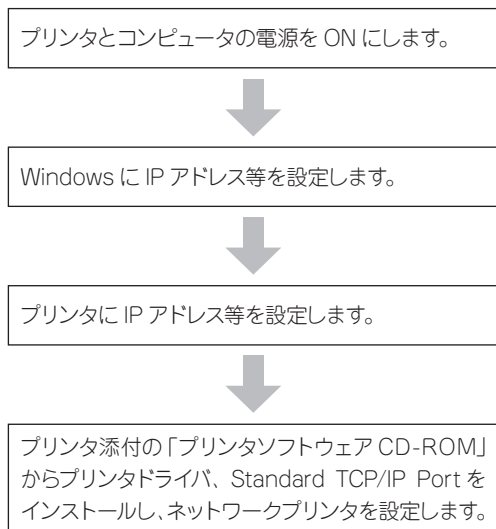 プリンタとコンピュータの電源を ON にします。
Windows に IP アドレス等を設定します。
プリンタに IP アドレス等を設定します。
プリンタ添付の「プリンタソフトウェア CD-ROM」
からプリンタドライバ、Standard TCP/IP Port を
インストールし、ネットワークプリンタを設定します。